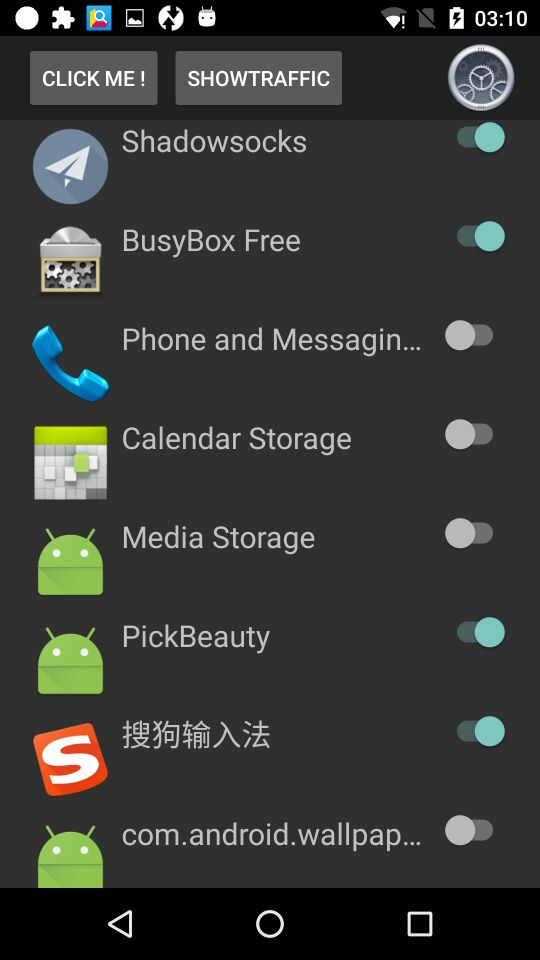 03:10
CLICK ME !
SHOWTRAFFIC
Shadowsocks
BusyBox Free
Phone and Messagin...
Calendar Storage
Media Storage
PickBeauty
搜狗输入法
com.android.wallpap...